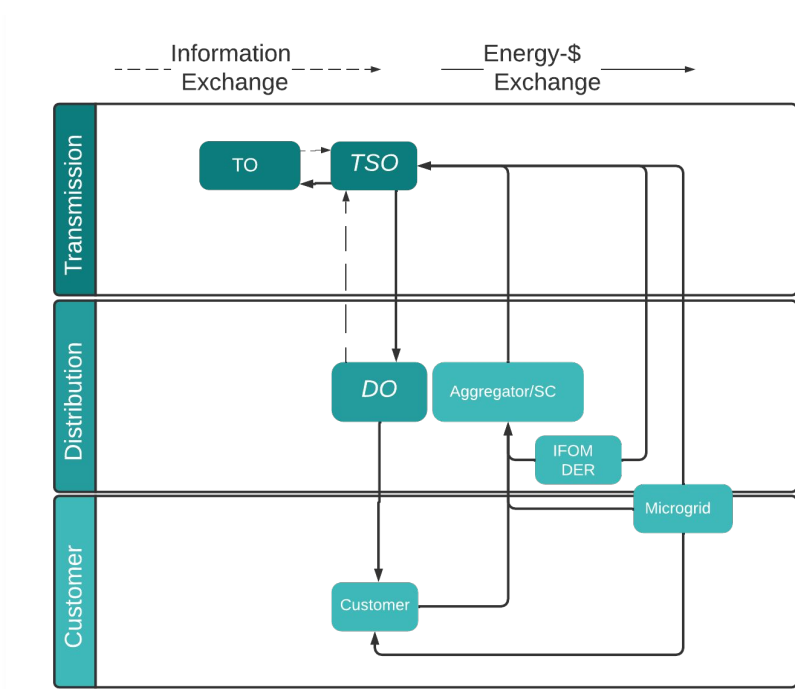 Information
Exchange
Energy-$
Exchange
Transmission
TO
TSO
Distribution
DO
Aggregator/SC
IFOM
DER
Microgrid
Customer
Customer